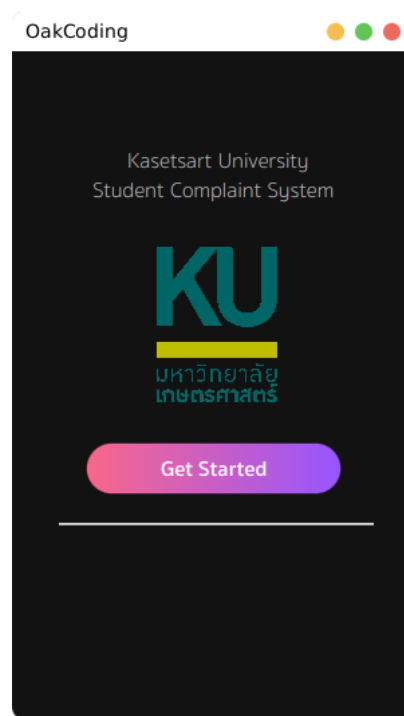 OakCoding
Kasetsart University
Student Complaint System
KU
มหาวิทยาลัย
เกษตรศาสตร์
Get Started